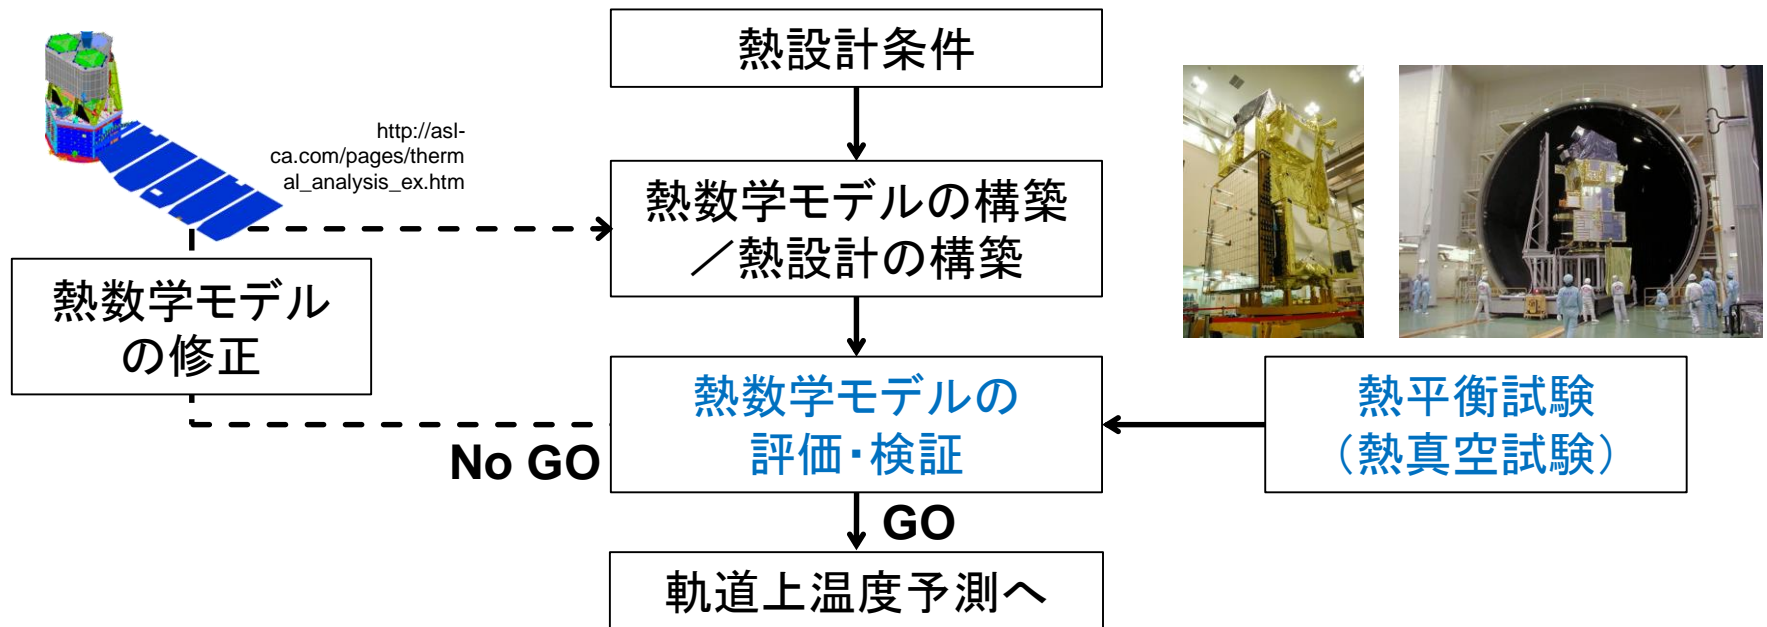 熱設計条件
http://asl-
ca.com/pages/therm
al_analysis_ex.htm
熱数学モデルの構築
／熱設計の構築
熱数学モデル
の修正
熱数学モデルの
評価・検証
熱平衡試験
（熱真空試験）
No GO
GO
軌道上温度予測へ